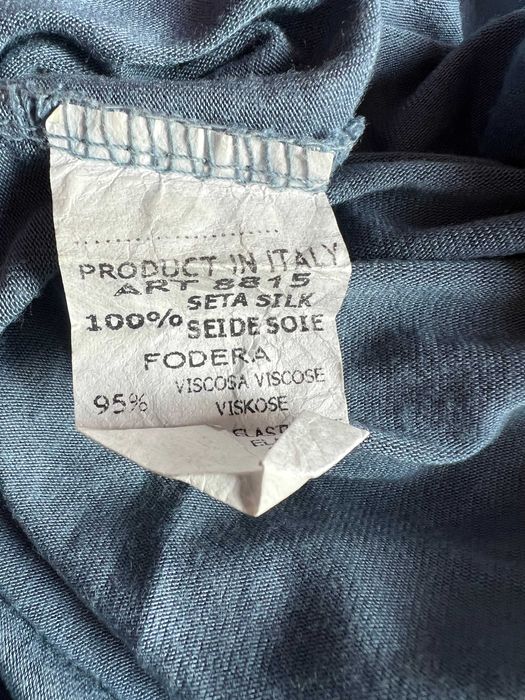 PRODUCT IN ITALY
ART 8815
SETA SILK
100% SEIDE SOIE
FODERA
VISCOSA VISCOSE
95% VISKOSE